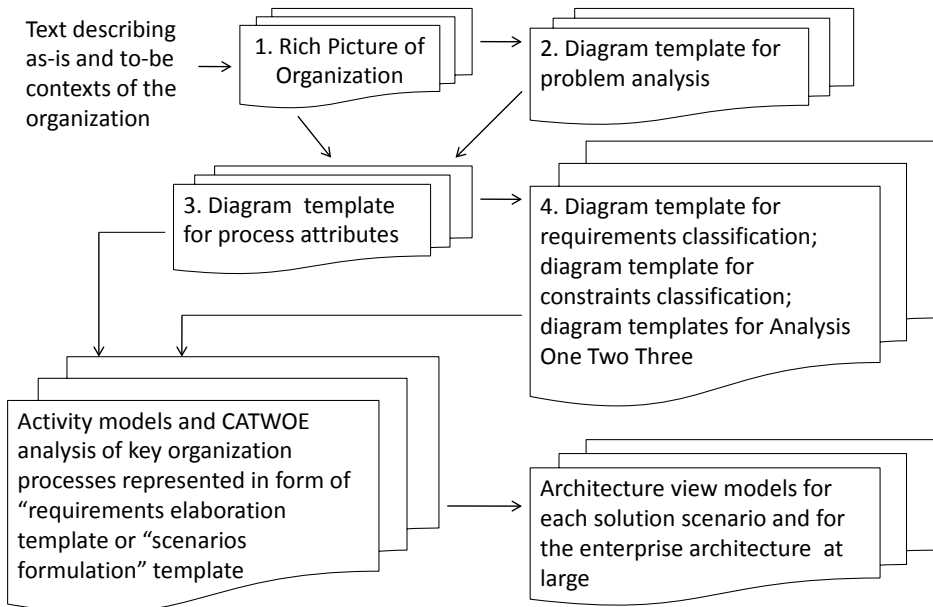 Text describing
as-is and to-be
contexts of the
organization
1. Rich Picture of
Organization
2. Diagram template for
problem analysis
3. Diagram  template
for process attributes
4. Diagram template for
requirements classification;
diagram template for
constraints classification;
diagram templates for Analysis
One Two Three
Activity models and CATWOE
analysis of key organization
processes represented in form of
“requirements elaboration
template or “scenarios
formulation” template
Architecture view models for
each solution scenario and for
the enterprise architecture  at
large